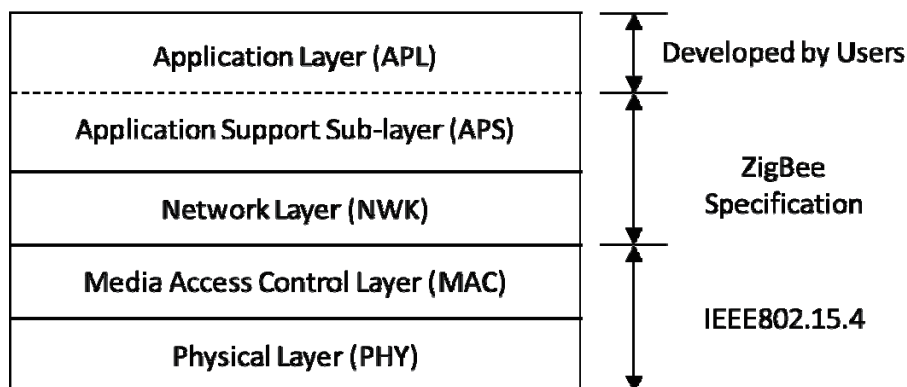 Application Layer (APL)
Developed by Users
Application Support Sub-layer (APS)
ZigBee
Specification
Network Layer (NWK)
Media Access Control Layer (MAC)
IEEE802.15.4
Physical Layer (PHY)